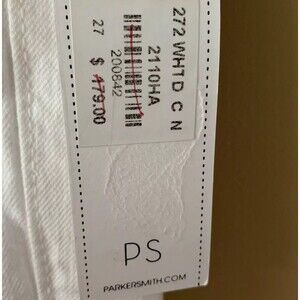 272 WHTD C N
2110HA
200842
27 $ 179.00
PS
PARKERSMITH.COM